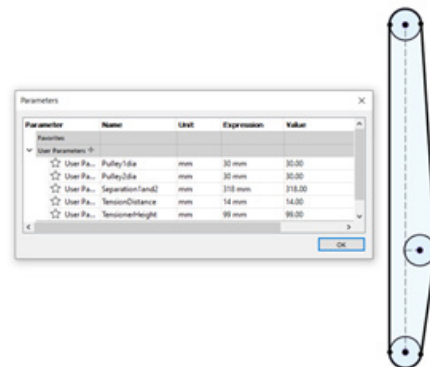 Parameters
Parameter Name Unit Expression Value
Favorites
User Parameters +
User Pa... Pulley1dia mm 30 mm 30.00
User Pa... Pulley2dia mm 30 mm 30.00
User Pa... Separation1and2 mm 318 mm 318.00
User Pa... TensionDistance mm 14 mm 14.00
User Pa... TensionerHeight mm 99 mm 99.00
OK